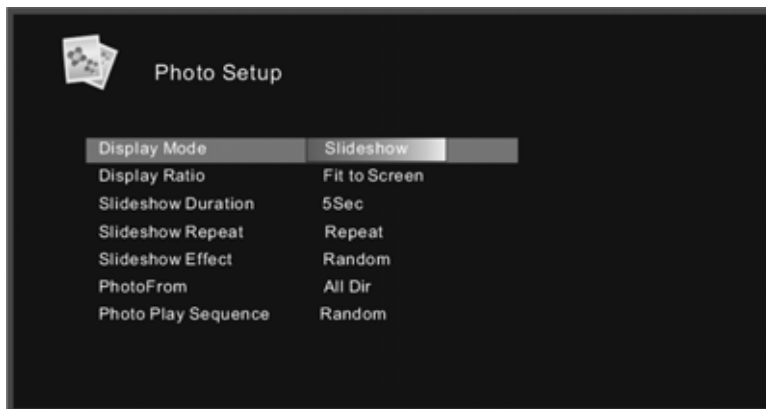 Photo Setup
Display Mode Slideshow
Display Ratio Fit to Screen
Slideshow Duration 5Sec
Slideshow Repeat Repeat
Slideshow Effect Random
PhotoFrom All Dir
Photo Play Sequence Random